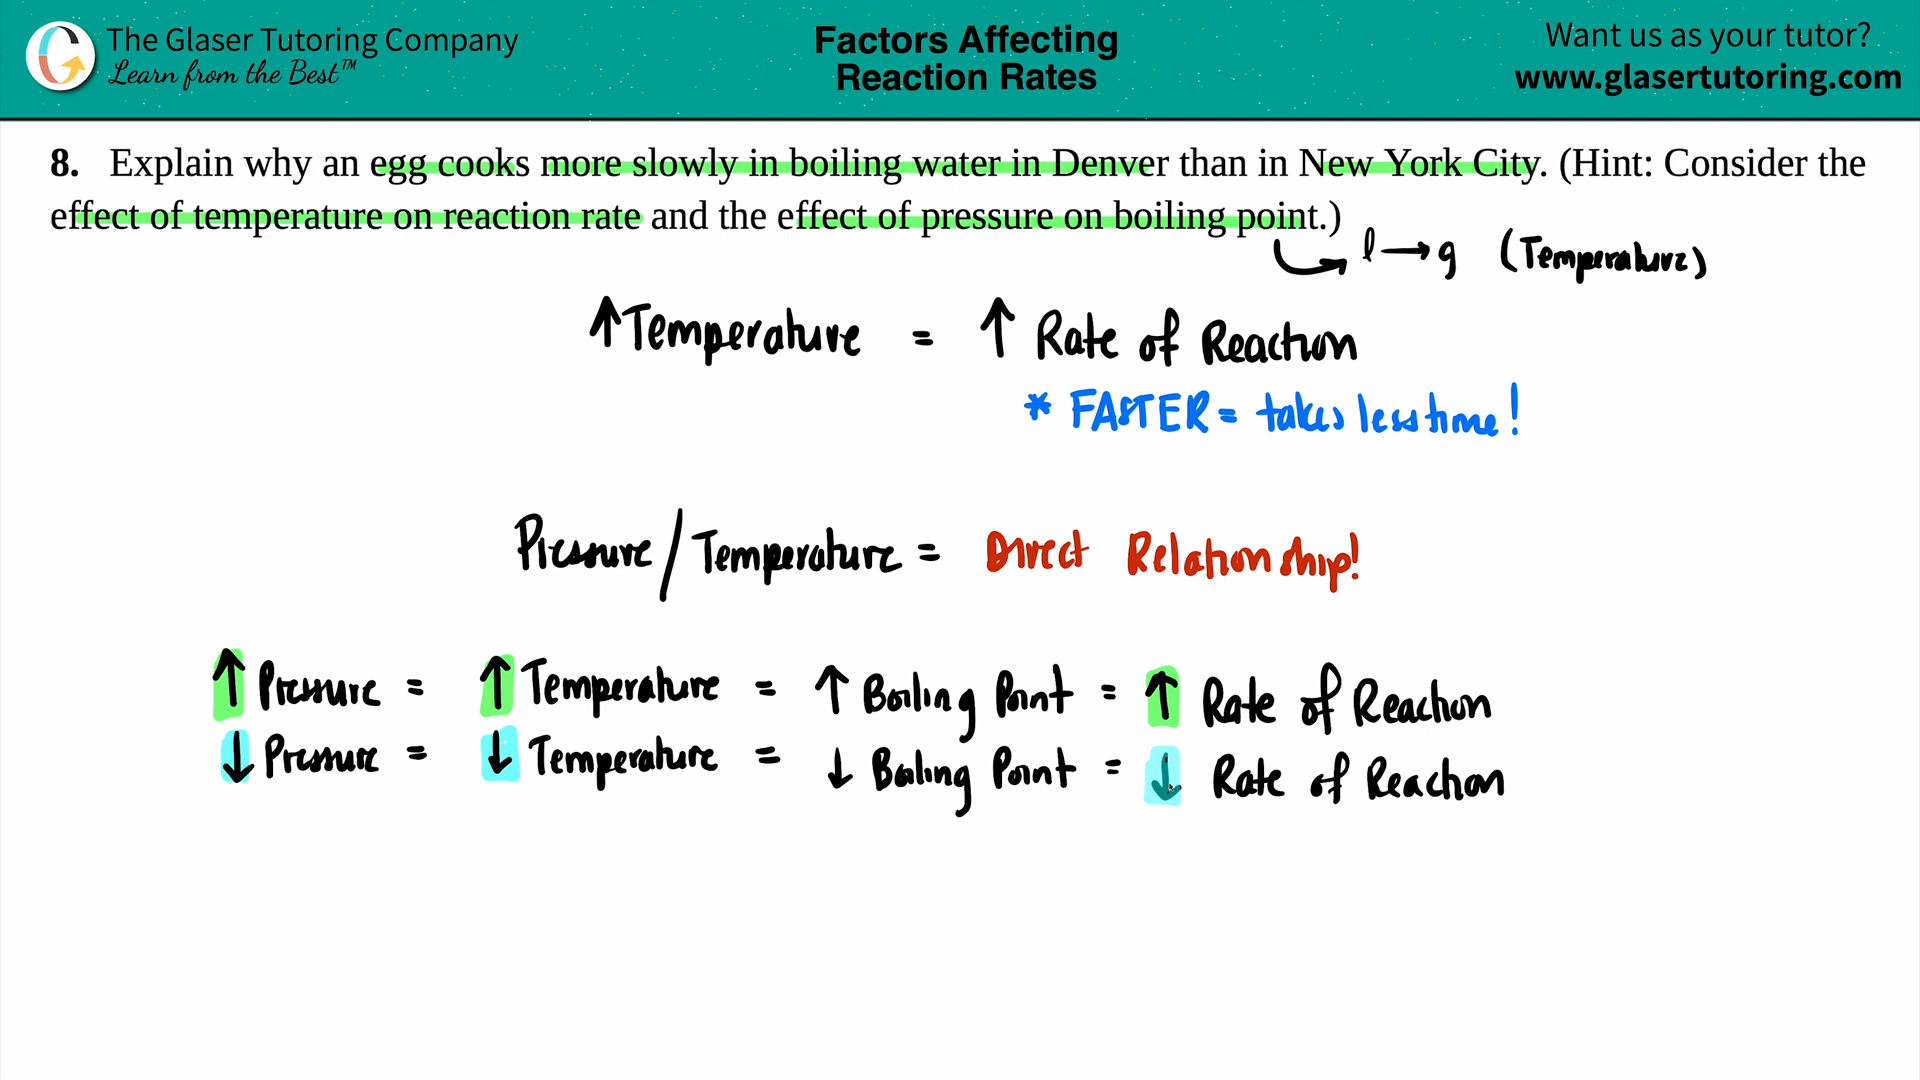 The Glaser Tutoring Company
Learn from the Best™
Factors Affecting
Reaction Rates
Want us as your tutor?
www.glasertutoring.com
8. Explain why an egg cooks more slowly in boiling water in Denver than in New York City. (Hint: Consider the
effect of temperature on reaction rate and the effect of pressure on boiling point.)
l → g (Temperature)
↑ Temperature = ↑ Rate of Reaction
* FASTER = takes less time!
Pressure / Temperature = Direct Relationship!
↑ Pressure = ↑ Temperature = ↑ Boiling Point = ↑ Rate of Reaction
↓ Pressure = ↓ Temperature = ↓ Boiling Point = ↓ Rate of Reaction